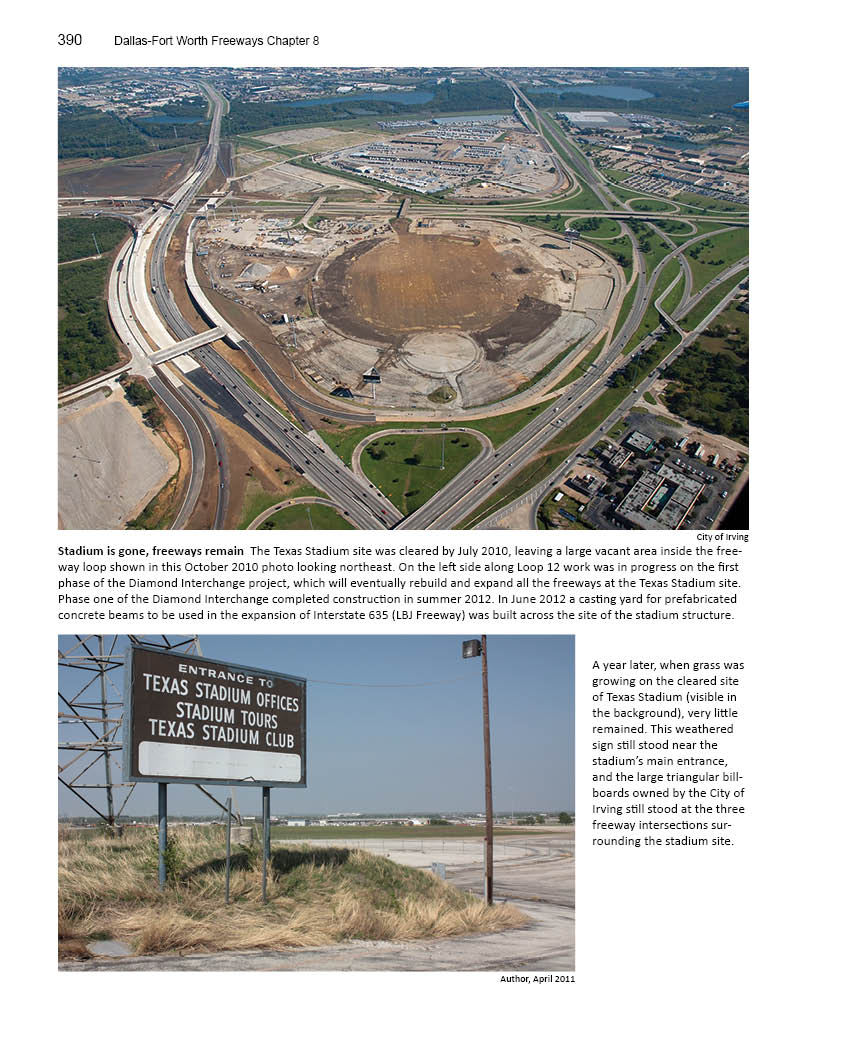 390 Dallas-Fort Worth Freeways Chapter 8
City of Irving
Stadium is gone, freeways remain The Texas Stadium site was cleared by July 2010, leaving a large vacant area inside the free-
way loop shown in this October 2010 photo looking northeast. On the left side along Loop 12 work was in progress on the first
phase of the Diamond Interchange project, which will eventually rebuild and expand all the freeways at the Texas Stadium site.
Phase one of the Diamond Interchange completed construction in summer 2012. In June 2012 a casting yard for prefabricated
concrete beams to be used in the expansion of Interstate 635 (LBJ Freeway) was built across the site of the stadium structure.
ENTRANCE TO
TEXAS STADIUM OFFICES
STADIUM TOURS
TEXAS STADIUM CLUB
A year later, when grass was
growing on the cleared site
of Texas Stadium (visible in
the background), very little
remained. This weathered
sign still stood near the
stadium's main entrance,
and the large triangular bill-
boards owned by the City of
Irving still stood at the three
freeway intersections sur-
rounding the stadium site.
Author, April 2011